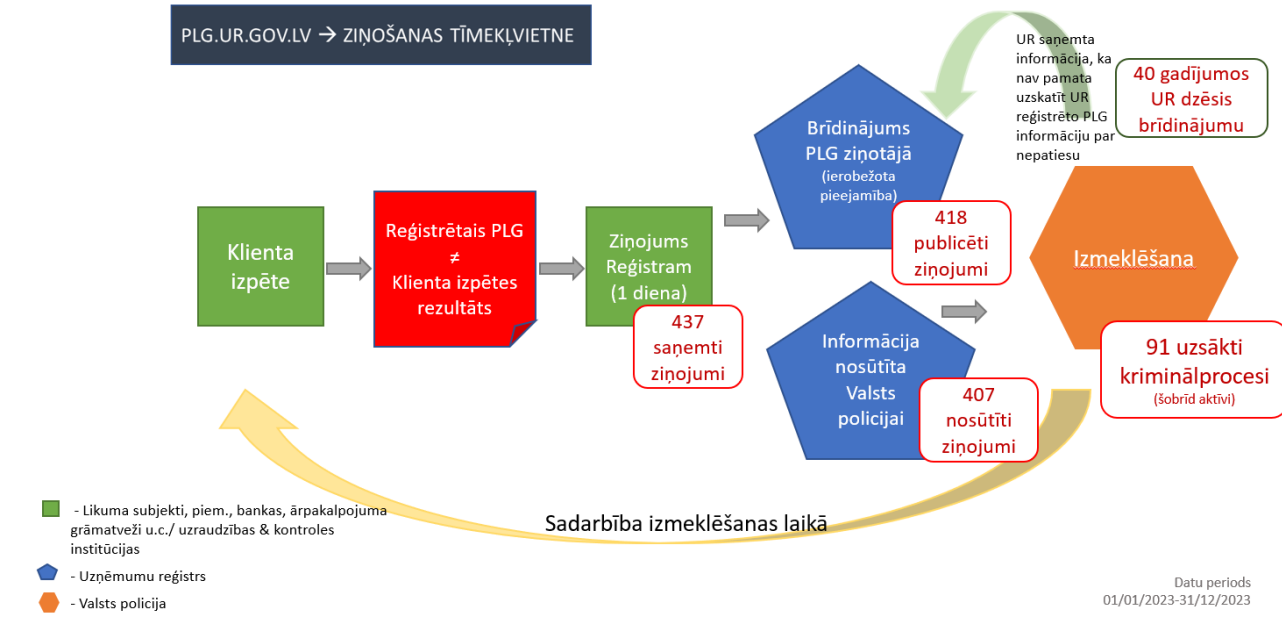 PLG.UR.GOV.LV → ZIŅOŠANAS TĪMEKĻVIETNE
Klienta
izpēte
Reģistrētais PLG
≠
Klienta izpētes
rezultāts
Ziņojums
Reģistram
(1 diena)
437
saņemti
ziņojumi
Brīdinājums
PLG ziņotājā
(ierobežota
pieejamība)
418
publicēti
ziņojumi
Informācija
nosūtīta
Valsts
policijai
407
nosūtīti
ziņojumi
UR saņemta
informācija, ka
nav pamata
uzskatīt UR
reģistrēto PLG
informāciju par
nepatiesu
40 gadījumos
UR dzēsis
brīdinājumu
Izmeklēšana
91 uzsākti
kriminālprocesi
(šobrīd aktīvi)
Sadarbība izmeklēšanas laikā
- Likuma subjekti, piem., bankas, ārpakalpojuma
grāmatveži u.c./ uzraudzības & kontroles
institūcijas
- Uzņēmumu reģistrs
- Valsts policija
Datu periods
01/01/2023-31/12/2023